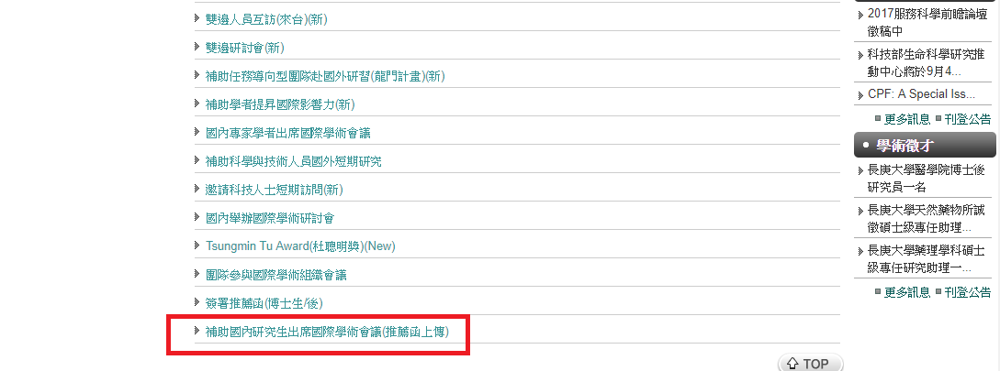 雙邊人員互訪(來台)(新)
雙邊研討會(新)
補助任務導向型團隊赴國外研習(龍門計畫)(新)
補助學者提昇國際影響力(新)
國內專家學者出席國際學術會議
補助科學與技術人員國外短期研究
邀請科技人士短期訪問(新)
國內舉辦國際學術研討會
Tsungmin Tu Award(杜聰明獎)(New)
團隊參與國際學術組織會議
簽署推薦函(博士生/後)
補助國內研究生出席國際學術會議(推薦函上傳)
TOP
2017服務科學前瞻論壇
徵稿中
科技部生命科學研究推
動中心將於9月4...
CPF: A Special Iss...
更多訊息 刊登公告
學術徵才
長庚大學醫學院博士後
研究員一名
長庚大學天然藥物所誠
徵碩士級專任助理...
長庚大學藥理學科碩士
級專任研究助理一...
更多訊息 刊登公告